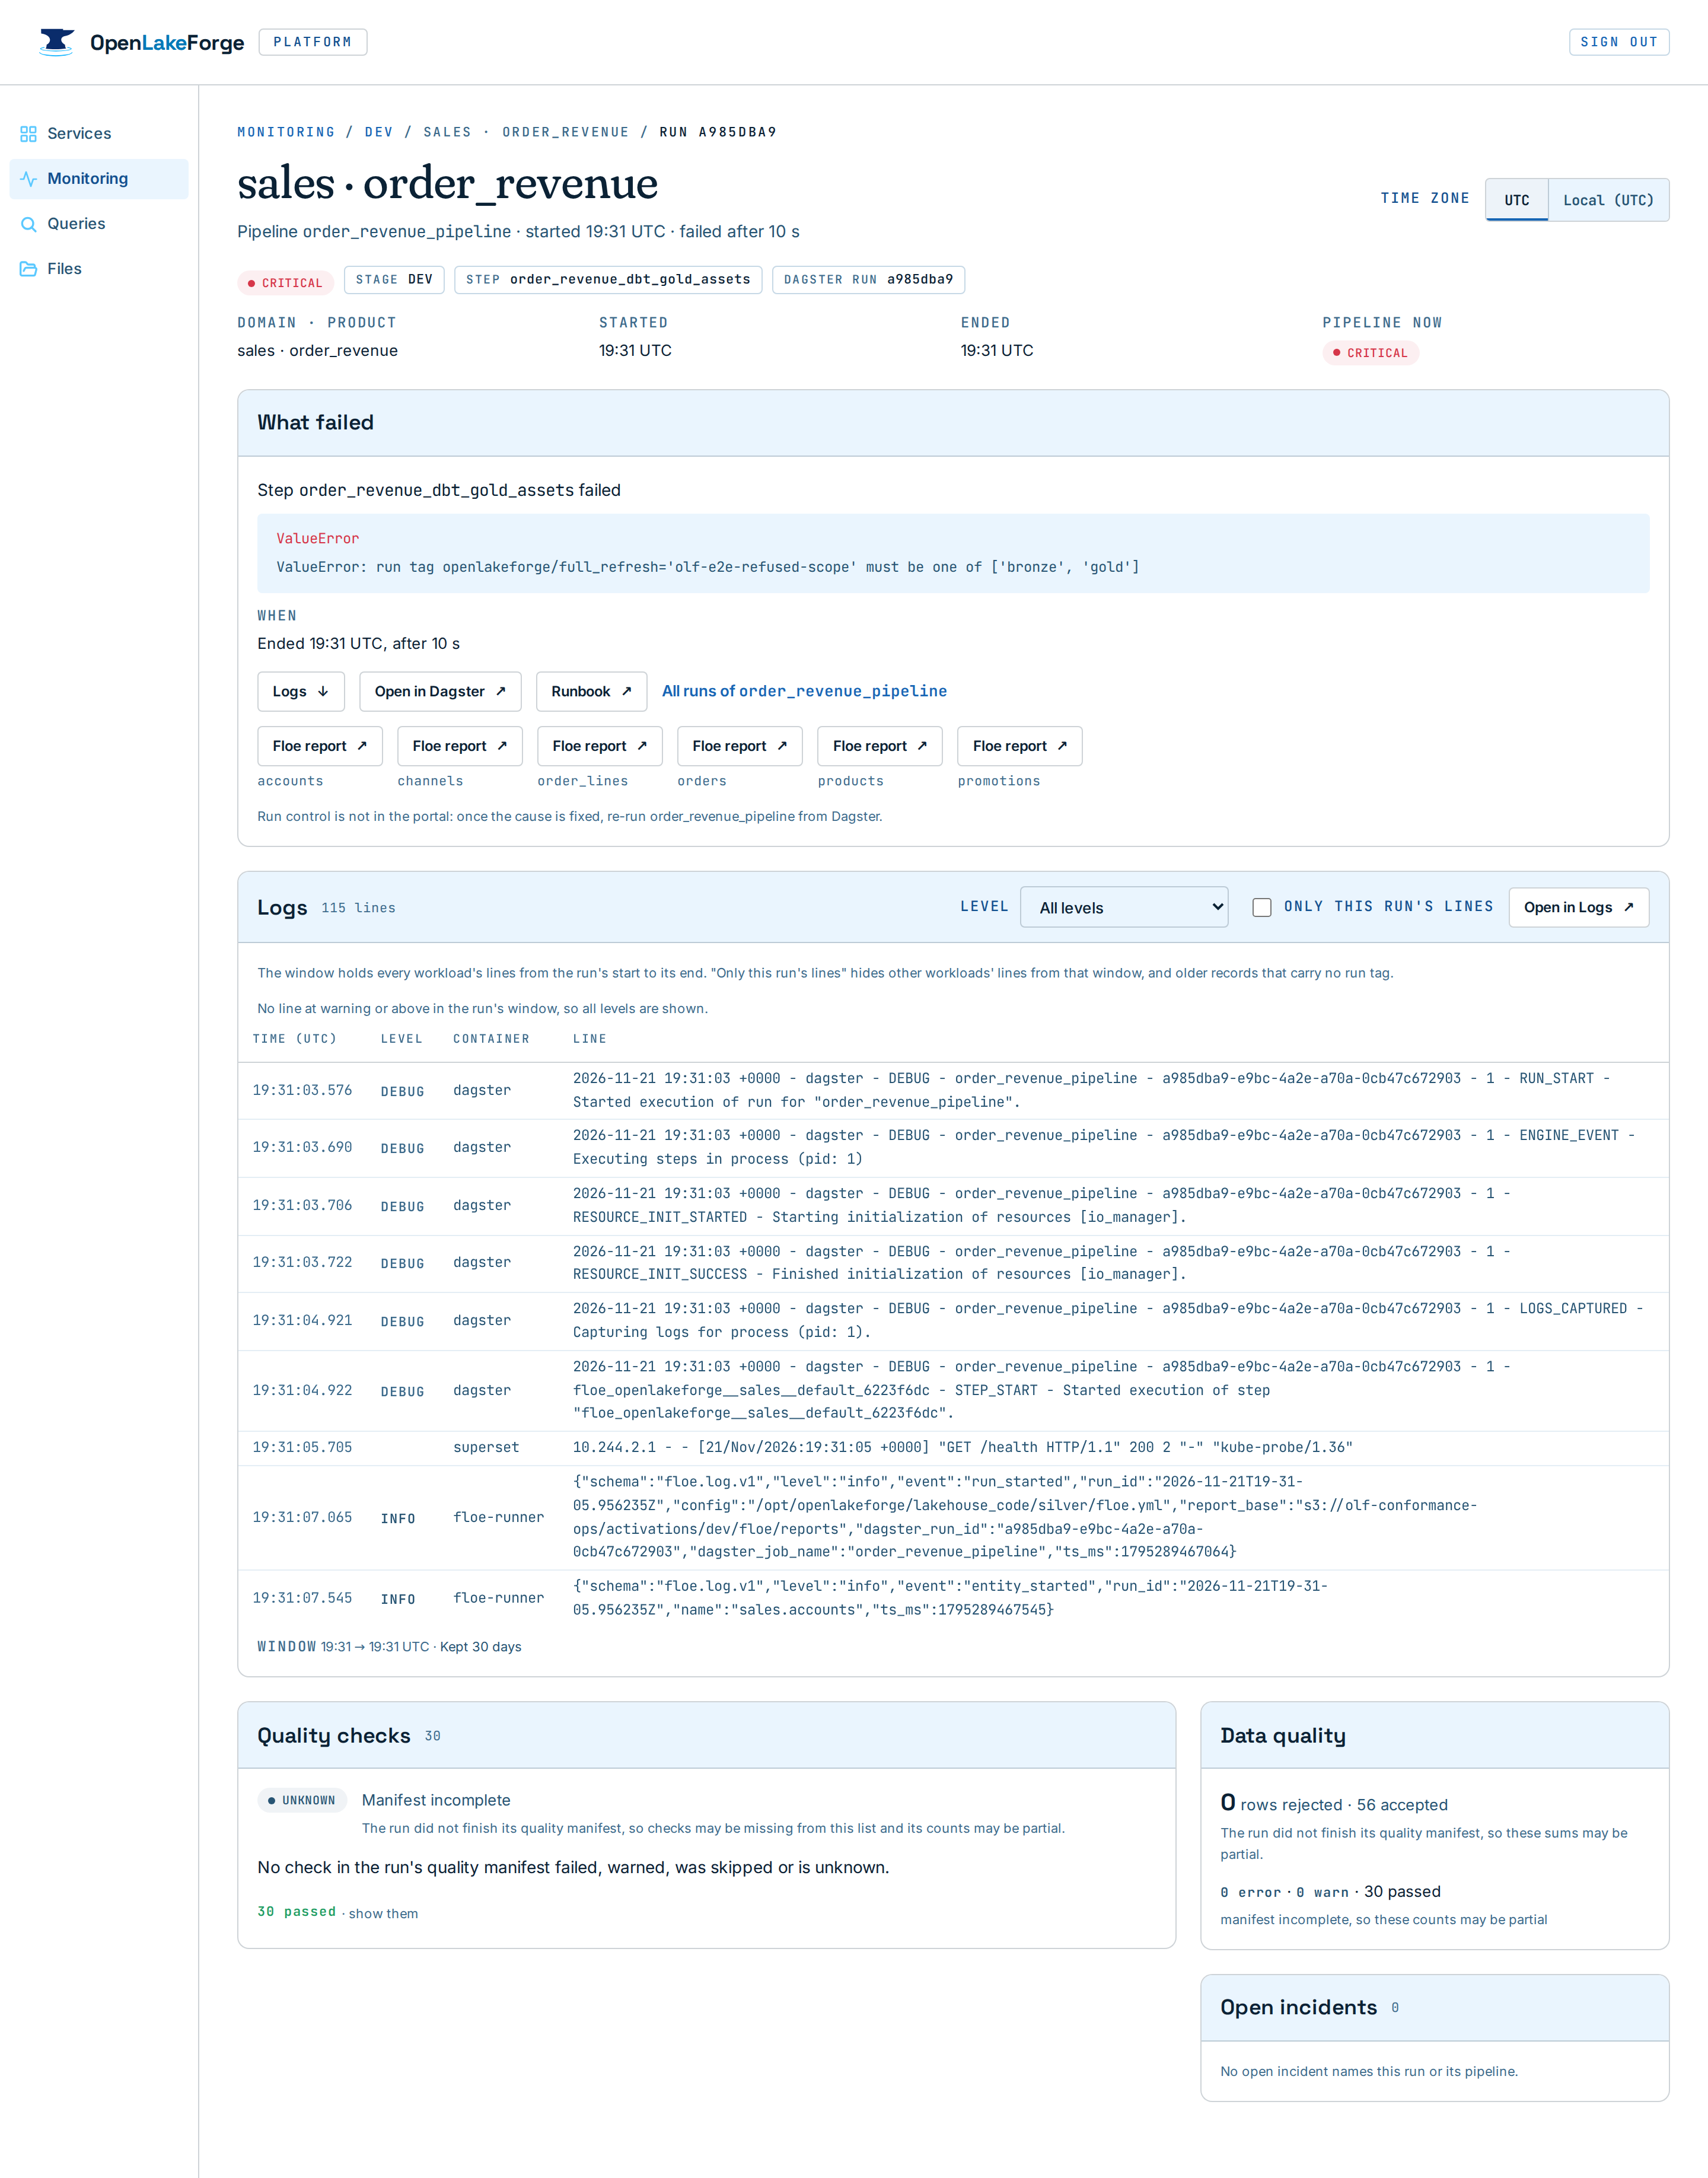 OpenLakeForge PLATFORM SIGN OUT
Services
Monitoring
Queries
Files
MONITORING / DEV / SALES · ORDER_REVENUE / RUN A985DBA9
sales · order_revenue
TIME ZONE UTC Local (UTC)
Pipeline order_revenue_pipeline · started 19:31 UTC · failed after 10 s
CRITICAL STAGE DEV STEP order_revenue_dbt_gold_assets DAGSTER RUN a985dba9
DOMAIN · PRODUCT STARTED ENDED PIPELINE NOW
sales · order_revenue 19:31 UTC 19:31 UTC CRITICAL
What failed
Step order_revenue_dbt_gold_assets failed
ValueError
ValueError: run tag openlakeforge/full_refresh='olf-e2e-refused-scope' must be one of ['bronze', 'gold']
WHEN
Ended 19:31 UTC, after 10 s
Logs ↓ Open in Dagster ↗ Runbook ↗ All runs of order_revenue_pipeline
Floe report ↗ Floe report ↗ Floe report ↗ Floe report ↗ Floe report ↗ Floe report ↗
accounts channels order_lines orders products promotions
Run control is not in the portal: once the cause is fixed, re-run order_revenue_pipeline from Dagster.
Logs 115 lines LEVEL All levels ONLY THIS RUN'S LINES Open in Logs ↗
The window holds every workload's lines from the run's start to its end. "Only this run's lines" hides other workloads' lines from that window, and older records that carry no run tag.
No line at warning or above in the run's window, so all levels are shown.
TIME (UTC) LEVEL CONTAINER LINE
19:31:03.576 DEBUG dagster 2026-11-21 19:31:03 +0000 - dagster - DEBUG - order_revenue_pipeline - a985dba9-e9bc-4a2e-a70a-0cb47c672903 - 1 - RUN_START -
Started execution of run for "order_revenue_pipeline".
19:31:03.690 DEBUG dagster 2026-11-21 19:31:03 +0000 - dagster - DEBUG - order_revenue_pipeline - a985dba9-e9bc-4a2e-a70a-0cb47c672903 - 1 - ENGINE_EVENT -
Executing steps in process (pid: 1)
19:31:03.706 DEBUG dagster 2026-11-21 19:31:03 +0000 - dagster - DEBUG - order_revenue_pipeline - a985dba9-e9bc-4a2e-a70a-0cb47c672903 - 1 -
RESOURCE_INIT_STARTED - Starting initialization of resources [io_manager].
19:31:03.722 DEBUG dagster 2026-11-21 19:31:03 +0000 - dagster - DEBUG - order_revenue_pipeline - a985dba9-e9bc-4a2e-a70a-0cb47c672903 - 1 -
RESOURCE_INIT_SUCCESS - Finished initialization of resources [io_manager].
19:31:04.921 DEBUG dagster 2026-11-21 19:31:03 +0000 - dagster - DEBUG - order_revenue_pipeline - a985dba9-e9bc-4a2e-a70a-0cb47c672903 - 1 - LOGS_CAPTURED -
Capturing logs for process (pid: 1).
19:31:04.922 DEBUG dagster 2026-11-21 19:31:03 +0000 - dagster - DEBUG - order_revenue_pipeline - a985dba9-e9bc-4a2e-a70a-0cb47c672903 - 1 -
floe_openlakeforge__sales__default_6223f6dc - STEP_START - Started execution of step
"floe_openlakeforge__sales__default_6223f6dc".
19:31:05.705 superset 10.244.2.1 - - [21/Nov/2026:19:31:05 +0000] "GET /health HTTP/1.1" 200 2 "-" "kube-probe/1.36"
19:31:07.065 INFO floe-runner {"schema":"floe.log.v1","level":"info","event":"run_started","run_id":"2026-11-21T19-31-
05.956235Z","config":"/opt/openlakeforge/lakehouse_code/silver/floe.yml","report_base":"s3://olf-conformance-
ops/activations/dev/floe/reports","dagster_run_id":"a985dba9-e9bc-4a2e-a70a-
0cb47c672903","dagster_job_name":"order_revenue_pipeline","ts_ms":1795289467064}
19:31:07.545 INFO floe-runner {"schema":"floe.log.v1","level":"info","event":"entity_started","run_id":"2026-11-21T19-31-
05.956235Z","name":"sales.accounts","ts_ms":1795289467545}
WINDOW 19:31 → 19:31 UTC · Kept 30 days
Quality checks 30
UNKNOWN Manifest incomplete
The run did not finish its quality manifest, so checks may be missing from this list and its counts may be partial.
No check in the run's quality manifest failed, warned, was skipped or is unknown.
30 passed · show them
Data quality
0 rows rejected · 56 accepted
The run did not finish its quality manifest, so these sums may be
partial.
0 error · 0 warn · 30 passed
manifest incomplete, so these counts may be partial
Open incidents 0
No open incident names this run or its pipeline.